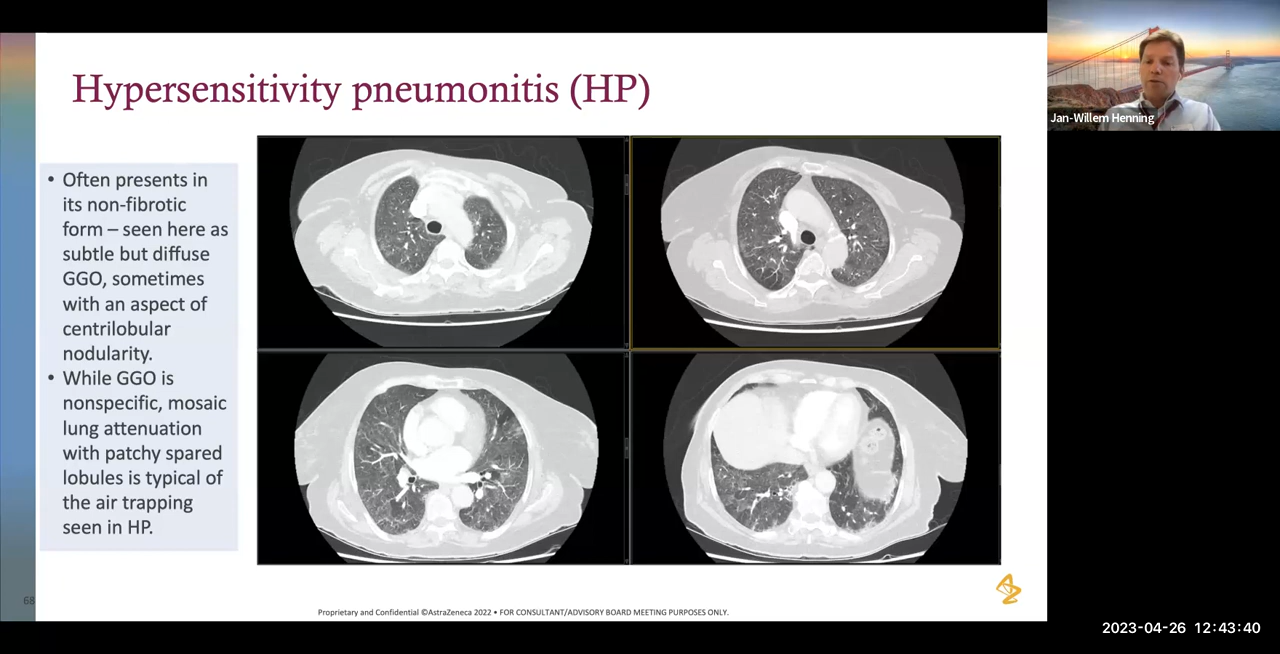 Hypersensitivity pneumonitis (HP)
Jan-Willem Henning
• Often presents in
its non-fibrotic
form – seen here as
subtle but diffuse
GGO, sometimes
with an aspect of
centrilobular
nodularity.
• While GGO is
nonspecific, mosaic
lung attenuation
with patchy spared
lobules is typical of
the air trapping
seen in HP.
68
Proprietary and Confidential ©AstraZeneca 2022 • FOR CONSULTANT/ADVISORY BOARD MEETING PURPOSES ONLY.
2023-04-26 12:43:40